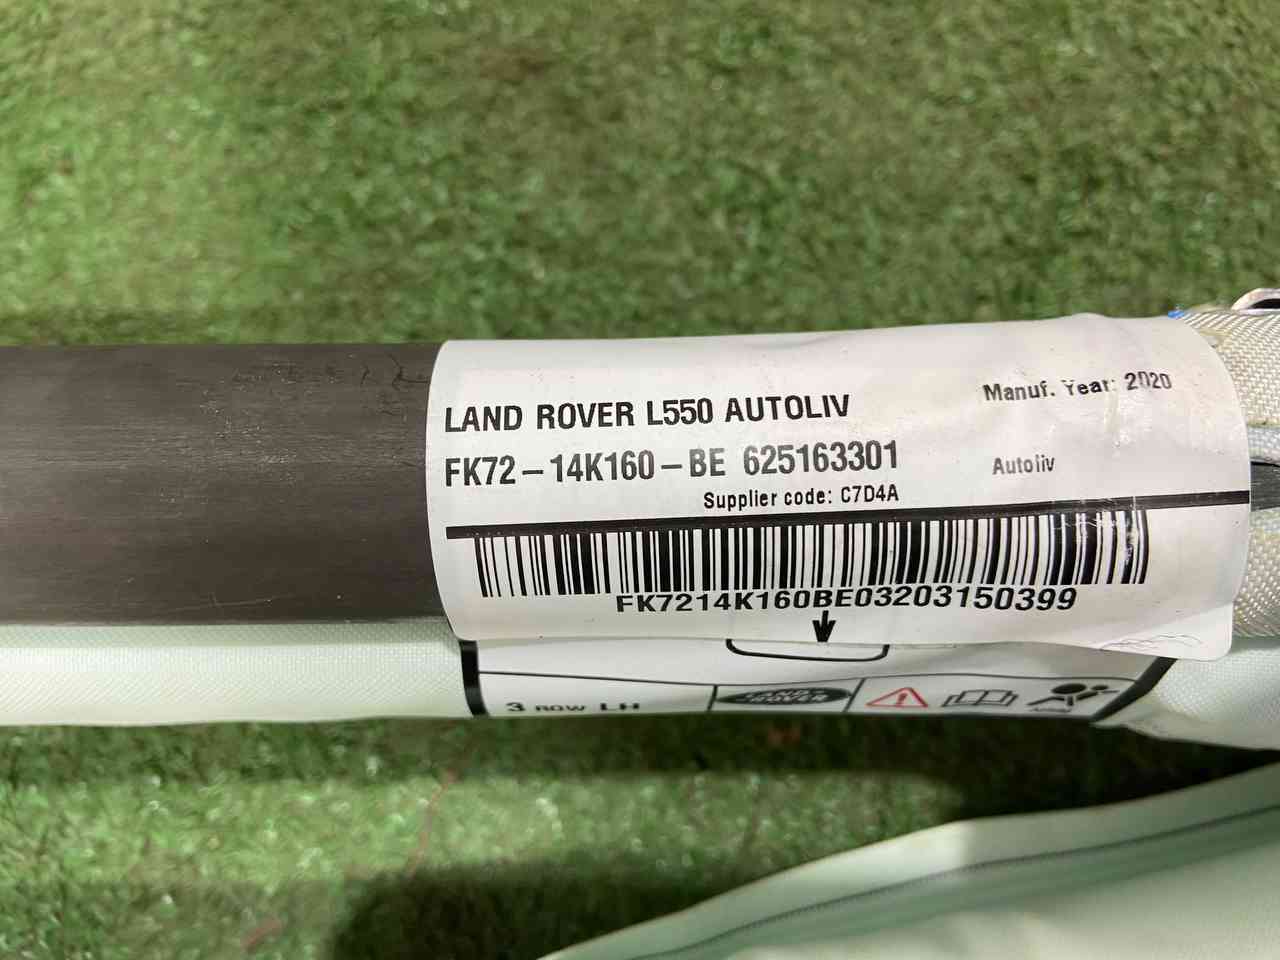 LAND ROVER L550 AUTOLIV
Manuf. Year: 2020
FK72-14K160-BE 625163301
Autoliv
Supplier code: C7D4A
FK7214K160BE03203150399
3 ROW LH
LAND-
ROVER